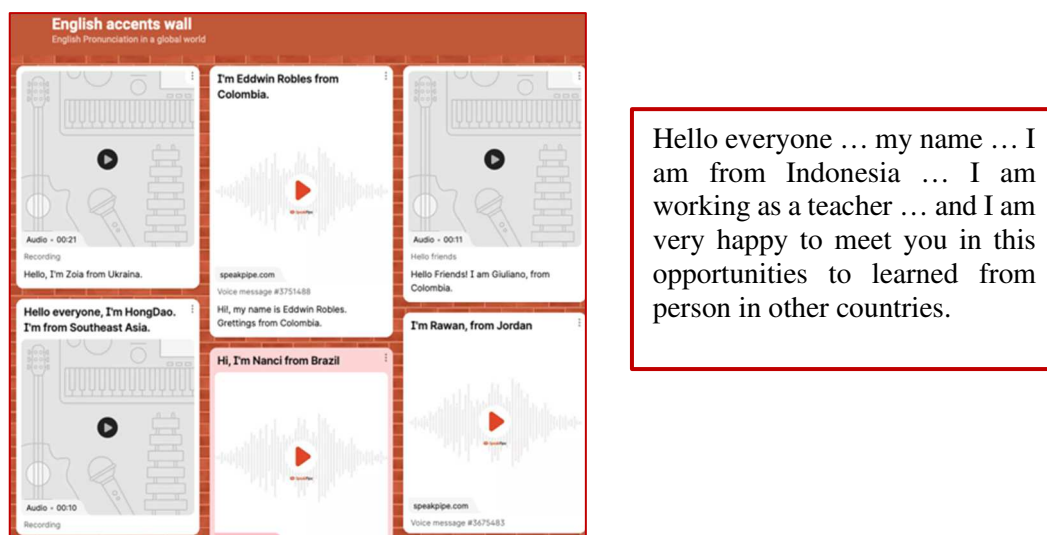 English accents wall
English Pronunciation in a global world
Audio - 00:21
Recording
Hello, I'm Zoia from Ukraina.
Hello everyone, I'm HongDao.
I'm from Southeast Asia.
Audio - 00:10
Recording
I'm Eddwin Robles from
Colombia.
speakpipe.com
Voice message #3751488
Hi!, my name is Eddwin Robles.
Grettings from Colombia.
Hi, I'm Nanci from Brazil
Audio - 00:11
Hello friends
Hello Friends! I am Giuliano, from
Colombia.
I'm Rawan, from Jordan
speakpipe.com
Voice message #3675483
Hello everyone … my name … I
am from Indonesia … I am
working as a teacher … and I am
very happy to meet you in this
opportunities to learned from
person in other countries.